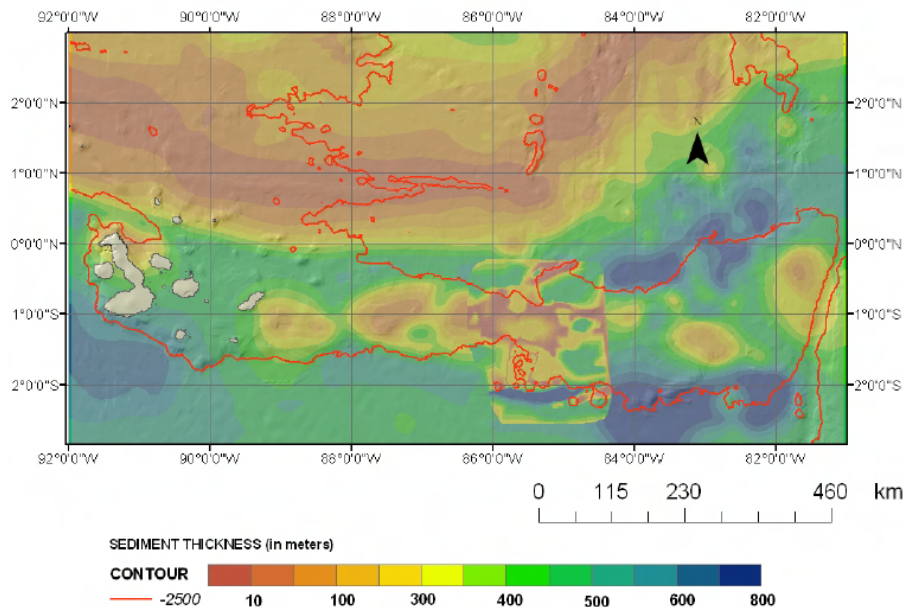 92°0'0"W 90°0'0"W 88°0'0"W 86°0'0"W 84°0'0"W 82°0'0"W
2°0'0"N 2°0'0"N
N
1°0'0"N 1°0'0"N
0°0'0"N 0°0'0"N
1°0'0"S 1°0'0"S
2°0'0"S 2°0'0"S
92°0'0"W 90°0'0"W 88°0'0"W 86°0'0"W 84°0'0"W 82°0'0"W
0 115 230 460 km
SEDIMENT THICKNESS (in meters)
CONTOUR
-2500 10 100 300 400 500 600 800